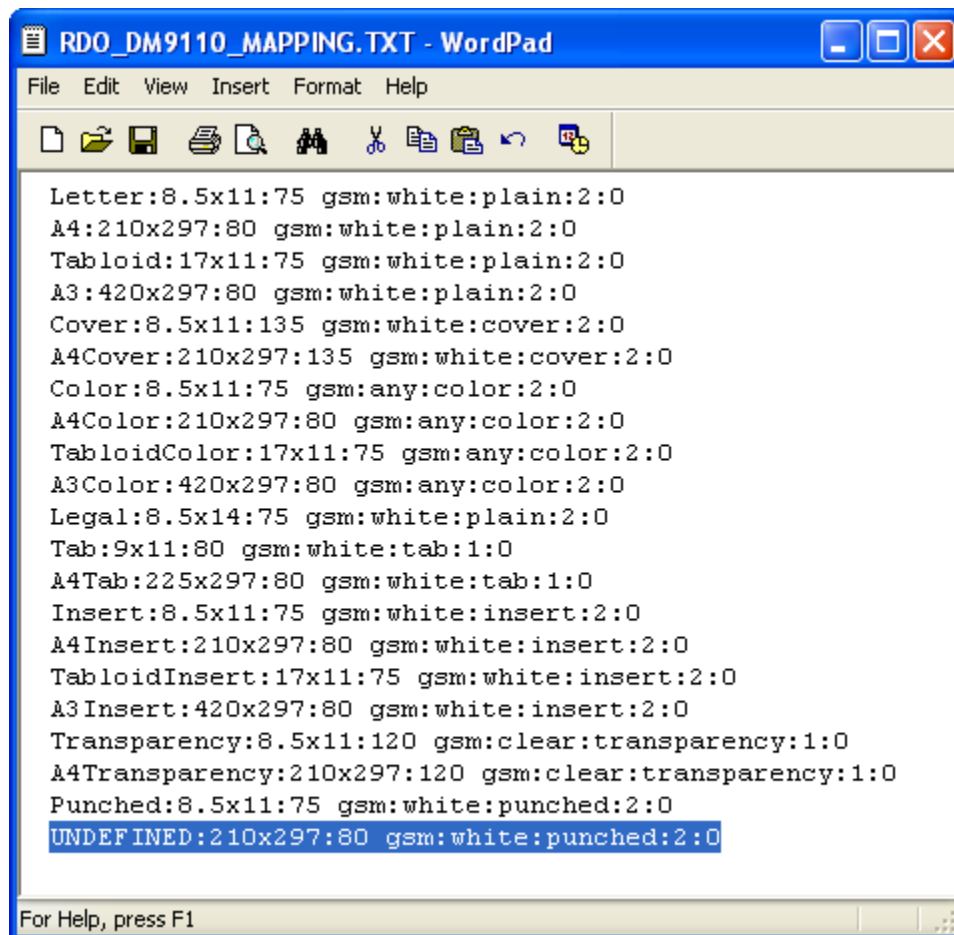 RDO_DM9110_MAPPING.TXT - WordPad
File Edit View Insert Format Help
Letter:8.5x11:75 gsm:white:plain:2:0
A4:210x297:80 gsm:white:plain:2:0
Tabloid:17x11:75 gsm:white:plain:2:0
A3:420x297:80 gsm:white:plain:2:0
Cover:8.5x11:135 gsm:white:cover:2:0
A4Cover:210x297:135 gsm:white:cover:2:0
Color:8.5x11:75 gsm:any:color:2:0
A4Color:210x297:80 gsm:any:color:2:0
TabloidColor:17x11:75 gsm:any:color:2:0
A3Color:420x297:80 gsm:any:color:2:0
Legal:8.5x14:75 gsm:white:plain:2:0
Tab:9x11:80 gsm:white:tab:1:0
A4Tab:225x297:80 gsm:white:tab:1:0
Insert:8.5x11:75 gsm:white:insert:2:0
A4Insert:210x297:80 gsm:white:insert:2:0
TabloidInsert:17x11:75 gsm:white:insert:2:0
A3Insert:420x297:80 gsm:white:insert:2:0
Transparency:8.5x11:120 gsm:clear:transparency:1:0
A4Transparency:210x297:120 gsm:clear:transparency:1:0
Punched:8.5x11:75 gsm:white:punched:2:0
UNDEFINED:210x297:80 gsm:white:punched:2:0
For Help, press F1